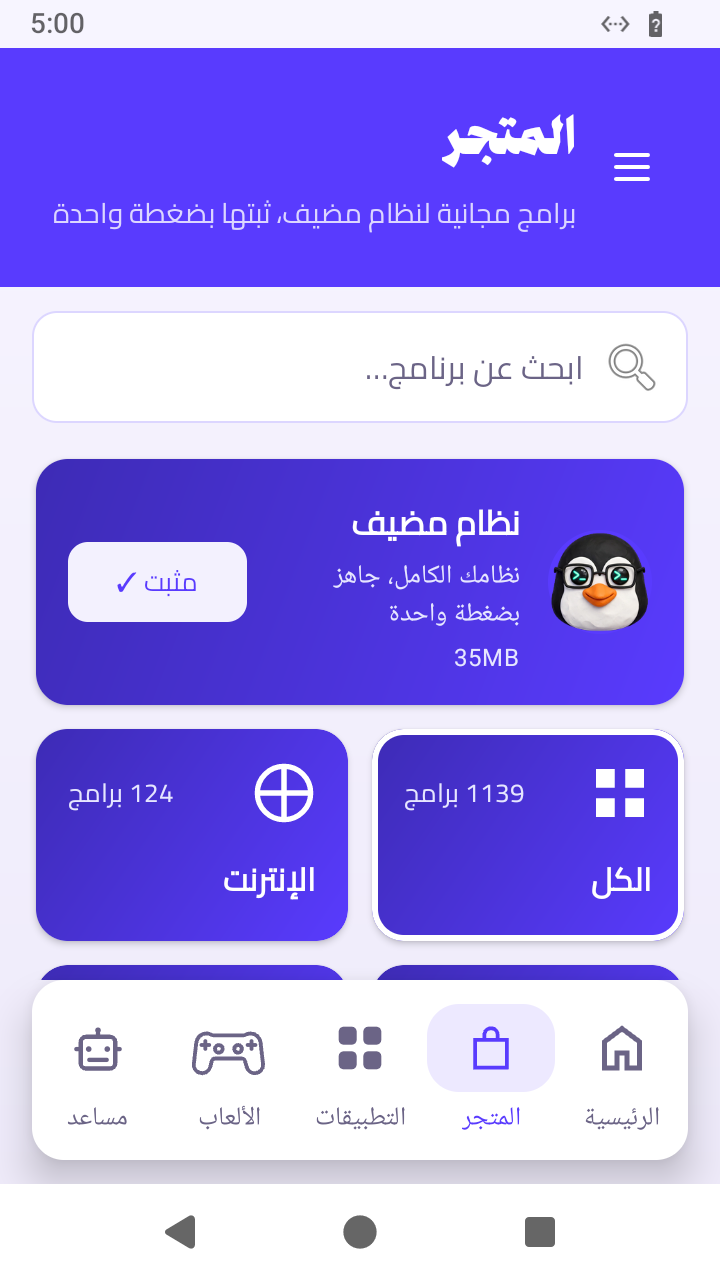 5:00
المتجر
برامج مجانية لنظام مضيف، ثبتها بضغطة واحدة
ابحث عن برنامج...
نظام مضيف
نظامك الكامل، جاهز
بضغطة واحدة
35MB
مثبت ✓
1139 برامج
الكل
124 برامج
الإنترنت
الرئيسية
المتجر
التطبيقات
الألعاب
مساعد